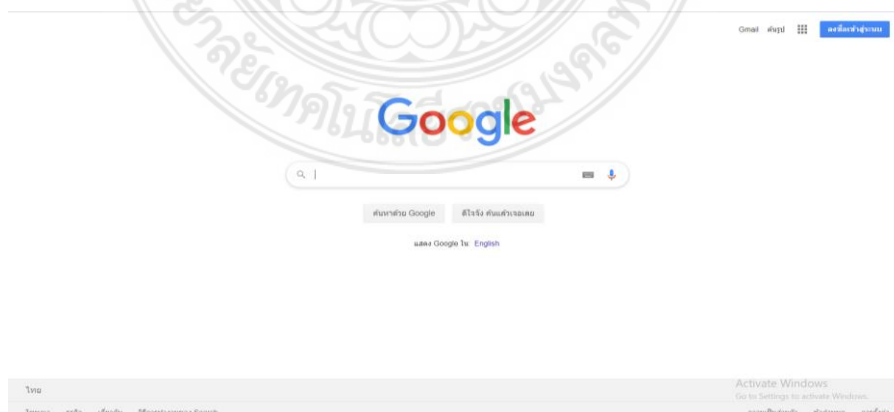 Gmail ค้นรูป ลงชื่อเข้าสู่ระบบ
Google
ค้นหาด้วย Google ดีใจจัง ค้นแล้วเจอเลย
แสดง Google ใน: English
ไทย
Activate Windows
Go to Settings to activate Windows.